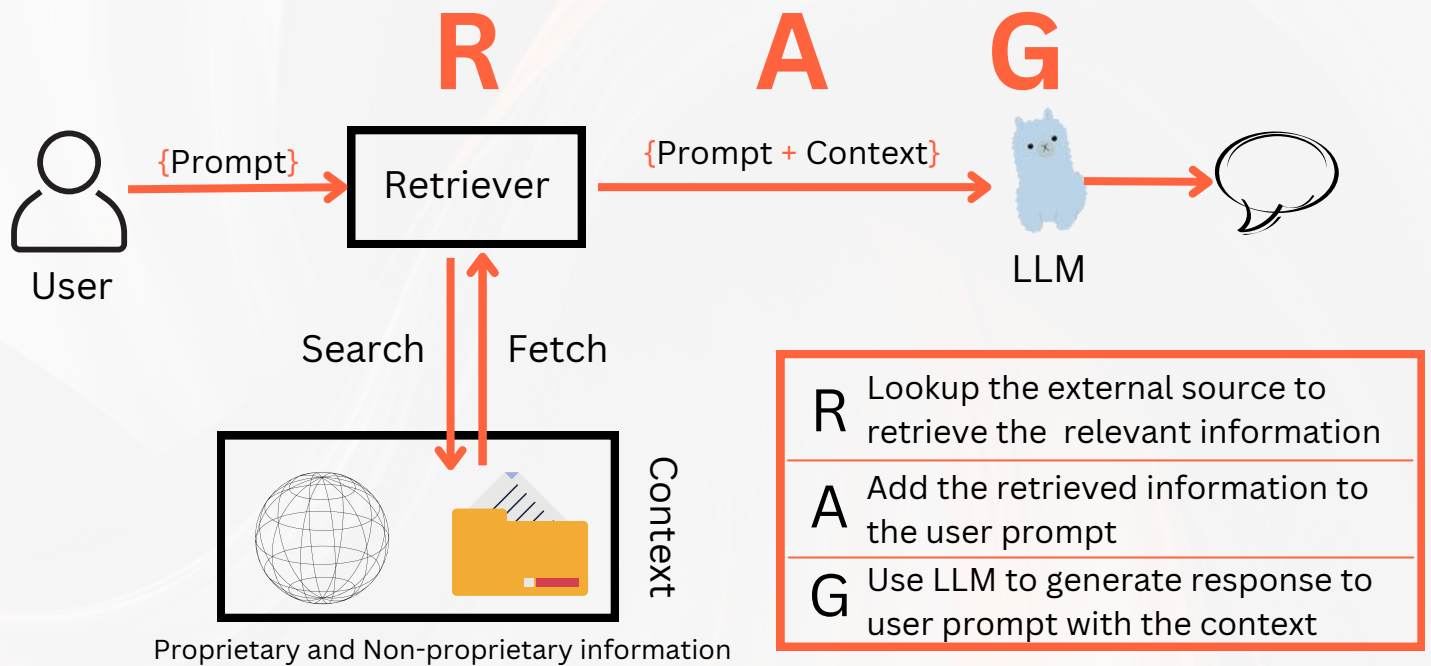 R A G
{Prompt}
Retriever
{Prompt + Context}
User
LLM
Search
Fetch
Context
Proprietary and Non-proprietary information
R
Lookup the external source to
retrieve the relevant information
A
Add the retrieved information to
the user prompt
G
Use LLM to generate response to
user prompt with the context